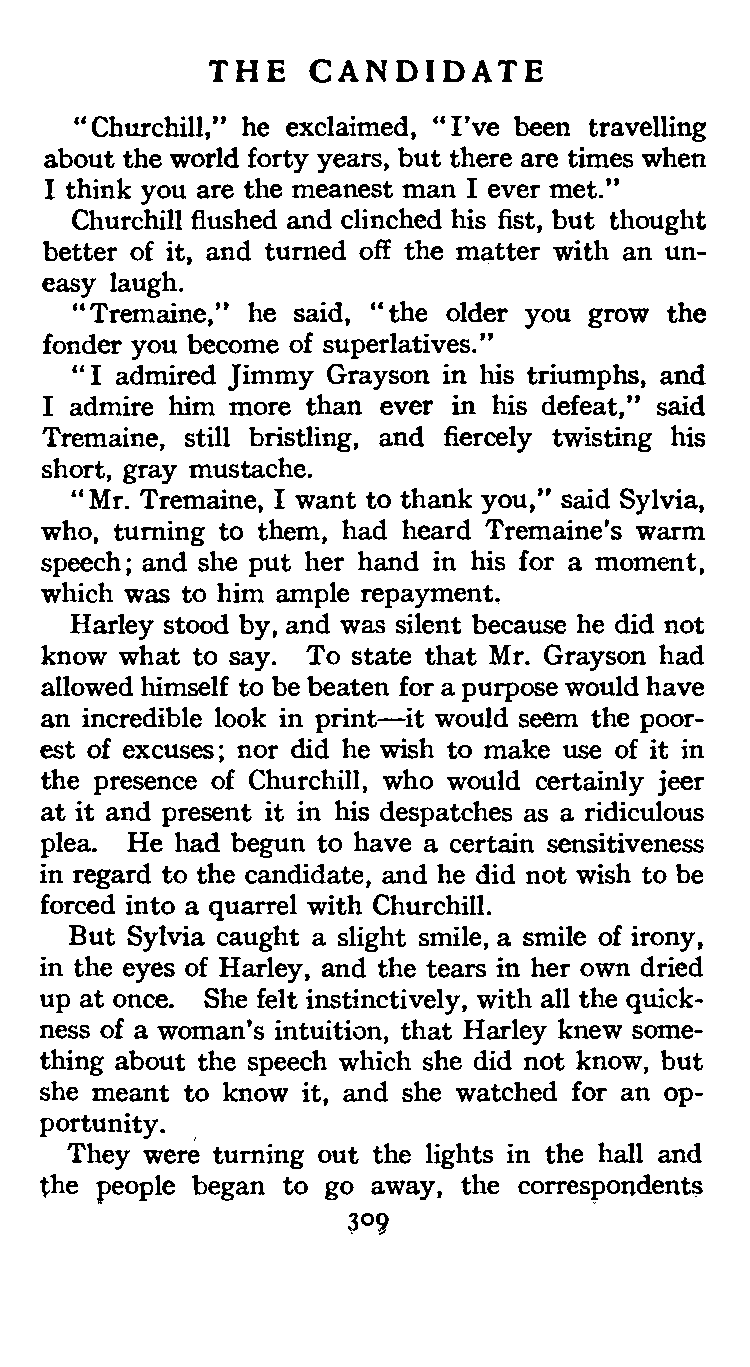 THE CANDIDATE
"Churchill," he exclaimed, "I've been travelling
about the world forty years, but there are times when
I think you are the meanest man I ever met."
Churchill flushed and clinched his fist, but thought
better of it, and turned off the matter with an un-
easy laugh.
"Tremaine," he said, "the older you grow the
fonder you become of superlatives."
"I admired Jimmy Grayson in his triumphs, and
I admire him more than ever in his defeat," said
Tremaine, still bristling, and fiercely twisting his
short, gray mustache.
"Mr. Tremaine, I want to thank you," said Sylvia,
who, turning to them, had heard Tremaine's warm
speech; and she put her hand in his for a moment,
which was to him ample repayment.
Harley stood by, and was silent because he did not
know what to say. To state that Mr. Grayson had
allowed himself to be beaten for a purpose would have
an incredible look in print—it would seem the poor-
est of excuses; nor did he wish to make use of it in
the presence of Churchill, who would certainly jeer
at it and present it in his despatches as a ridiculous
plea. He had begun to have a certain sensitiveness
in regard to the candidate, and he did not wish to be
forced into a quarrel with Churchill.
But Sylvia caught a slight smile, a smile of irony,
in the eyes of Harley, and the tears in her own dried
up at once. She felt instinctively, with all the quick-
ness of a woman's intuition, that Harley knew some-
thing about the speech which she did not know, but
she meant to know it, and she watched for an op-
portunity.
They were turning out the lights in the hall and
the people began to go away, the correspondents
309